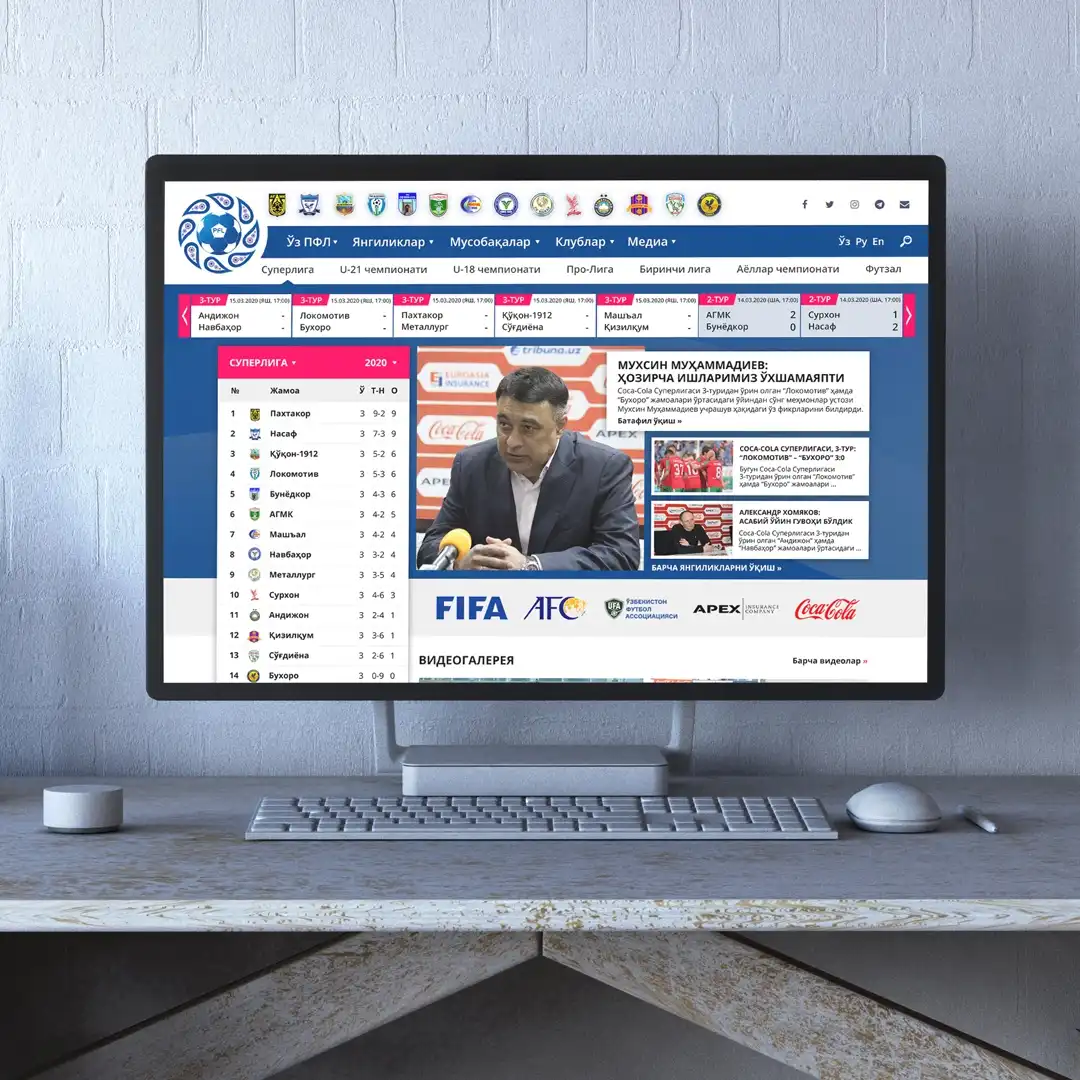 PFL
Ўз ПФЛ Янгиликлар Мусобақалар Клублар Медиа Ўз Ру En
Суперлига U-21 чемпионати U-18 чемпионати Про-Лига Биринчи лига Аёллар чемпионати Футзал
3-ТУР 15.03.2020 (ЯШ, 17:00)
Андижон -
Навбаҳор -
3-ТУР 15.03.2020 (ЯШ, 17:00)
Локомотив -
Бухоро -
3-ТУР 15.03.2020 (ЯШ, 17:00)
Пахтакор -
Металлург -
3-ТУР 15.03.2020 (ЯШ, 17:00)
Қўқон-1912 -
Сўғдиёна -
3-ТУР 15.03.2020 (ЯШ, 17:00)
Машъал -
Қизилқум -
2-ТУР 14.03.2020 (ША, 17:00)
АГМК 2
Бунёдкор 0
2-ТУР 14.03.2020 (ША, 17:00)
Сурхон 1
Насаф 2
СУПЕРЛИГА 2020
№ Жамоа Ў Т-Н О
1 Пахтакор 3 9-2 9
2 Насаф 3 7-3 9
3 Қўқон-1912 3 5-2 6
4 Локомотив 3 5-3 6
5 Бунёдкор 3 4-3 6
6 АГМК 3 4-2 5
7 Машъал 3 4-2 4
8 Навбаҳор 3 3-2 4
9 Металлург 3 3-5 4
10 Сурхон 3 4-6 3
11 Андижон 3 2-4 1
12 Қизилқум 3 3-6 1
13 Сўғдиёна 3 2-6 1
14 Бухоро 3 0-9 0
tribuna.uz
EUROASIA
INSURANCE
Coca-Cola
APEX
APE
МУХСИН МУҲАММАДИЕВ:
ҲОЗИРЧА ИШЛАРИМИЗ ЎХШАМАЯПТИ
Coca-Cola Суперлигаси 3-туридан ўрин олган "Локомотив" ҳамда
"Бухоро" жамоалари ўртасидаги ўйиндан сўнг меҳмонлар устози
Мухсин Муҳаммадиев учрашув ҳақидаги ўз фикрларини билдирди.
Батафил ўқиш »
COCA-COLA СУПЕРЛИГАСИ, 3-ТУР:
"ЛОКОМОТИВ" – "БУХОРО" 3:0
Бугун Coca-Cola Суперлигаси
3-туридан ўрин олган "Локомотив"
ҳамда "Бухоро" жамоалари ...
37 10 8
АЛЕКСАНДР ХОМЯКОВ:
АСАБИЙ ЎЙИН ГУВОҲИ БЎЛДИК
Coca-Cola Суперлигаси 3-туридан
ўрин олган "Андижон" ҳамда
"Навбаҳор" жамоалари ўртасидаги ...
БАРЧА ЯНГИЛИКЛАРНИ ЎҚИШ »
FIFA
AFC
UFA
ЎЗБЕКИСТОН
ФУТБОЛ
АССОЦИАЦИЯСИ
APEX INSURANCE
COMPANY
Coca-Cola
ВИДЕОГАЛЕРЕЯ
Барча видеолар »